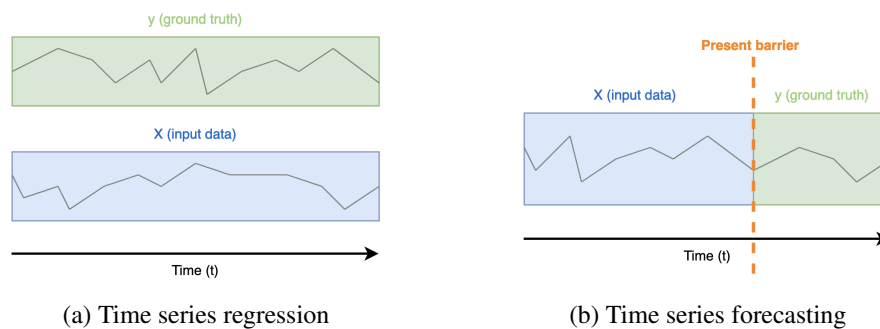 y (ground truth)
X (input data)
Time (t)
(a) Time series regression
Present barrier
X (input data)
y (ground truth)
Time (t)
(b) Time series forecasting